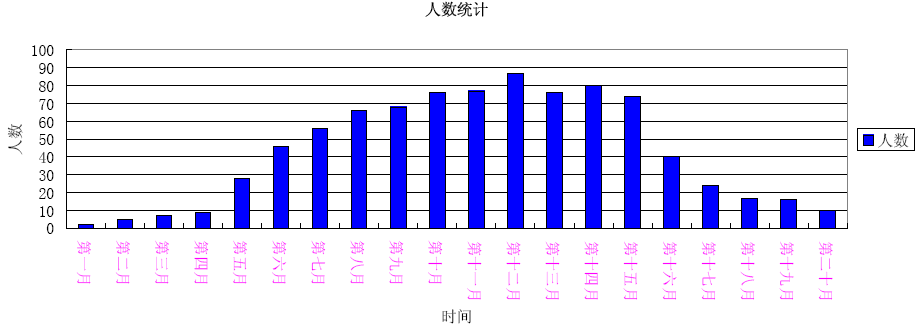 人数统计
100
90
80
70
60
50
40
30
20
10
0
人数
第一月
第二月
第三月
第四月
第五月
第六月
第七月
第八月
第九月
第十月
第十一月
第十二月
第十三月
第十四月
第十五月
第十六月
第十七月
第十八月
第十九月
第二十月
时间
人数